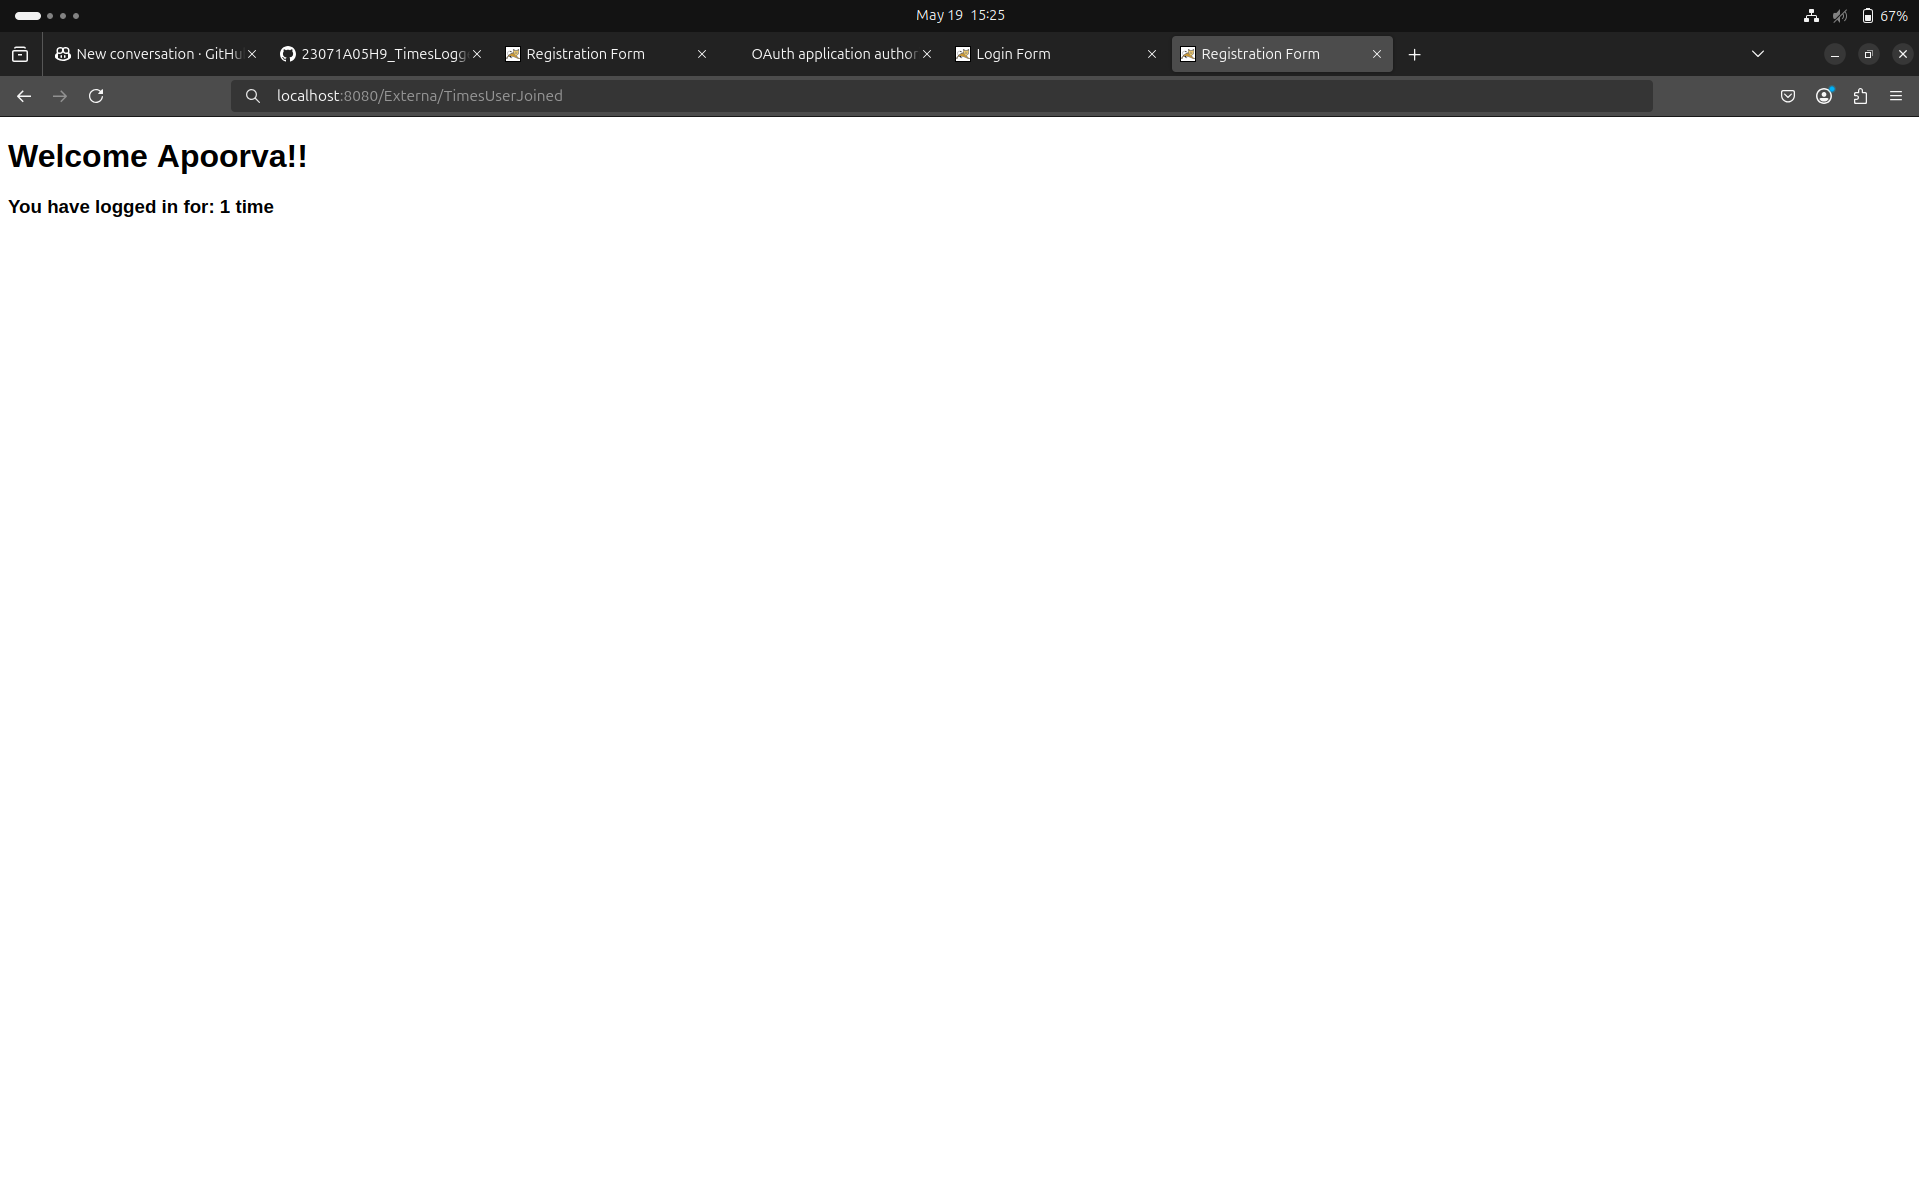 May 19 15:25
67%
New conversation · GitHu
23071A05H9_TimesLogg
Registration Form
OAuth application author
Login Form
Registration Form
localhost:8080/Externa/TimesUserJoined
Welcome Apoorva!!
You have logged in for: 1 time